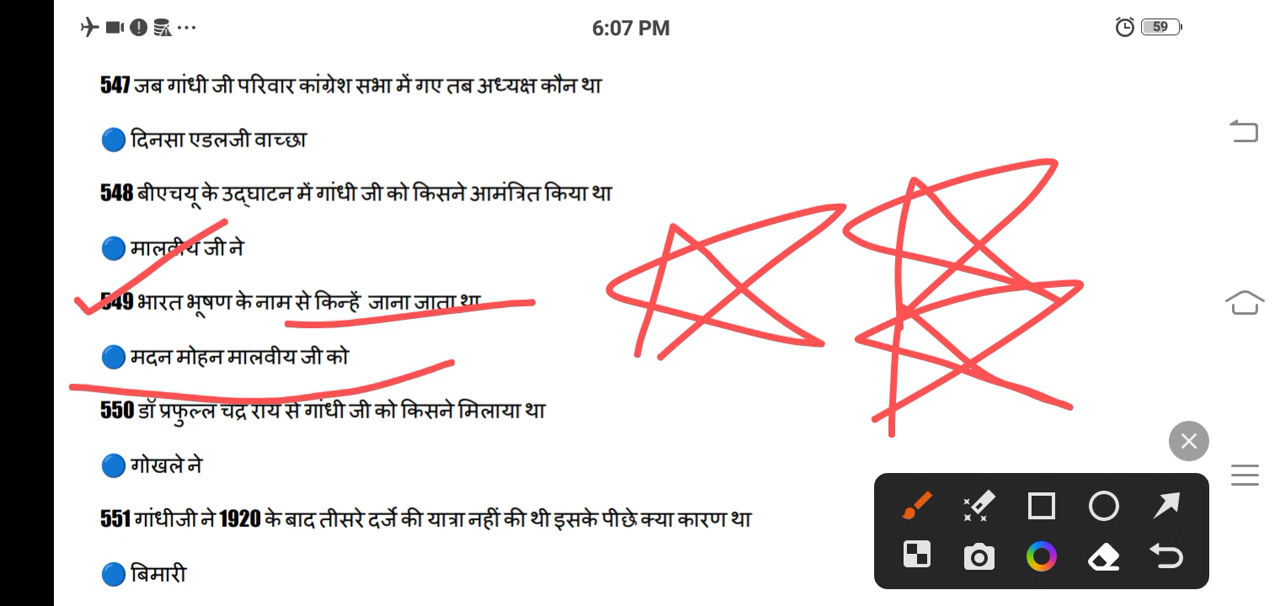 6:07 PM
59
547 जब गांधी जी परिवार कांग्रेश सभा में गए तब अध्यक्ष कौन था
दिनसा एडलजी वाच्छा
548 बीएचयू के उद्घाटन में गांधी जी को किसने आमंत्रित किया था
मालवीय जी ने
549 भारत भूषण के नाम से किन्हें जाना जाता था
मदन मोहन मालवीय जी को
550 डॉ प्रफुल्ल चंद्र राय से गांधी जी को किसने मिलाया था
गोखले ने
551 गांधीजी ने 1920 के बाद तीसरे दर्जे की यात्रा नहीं की थी इसके पीछे क्या कारण था
बिमारी